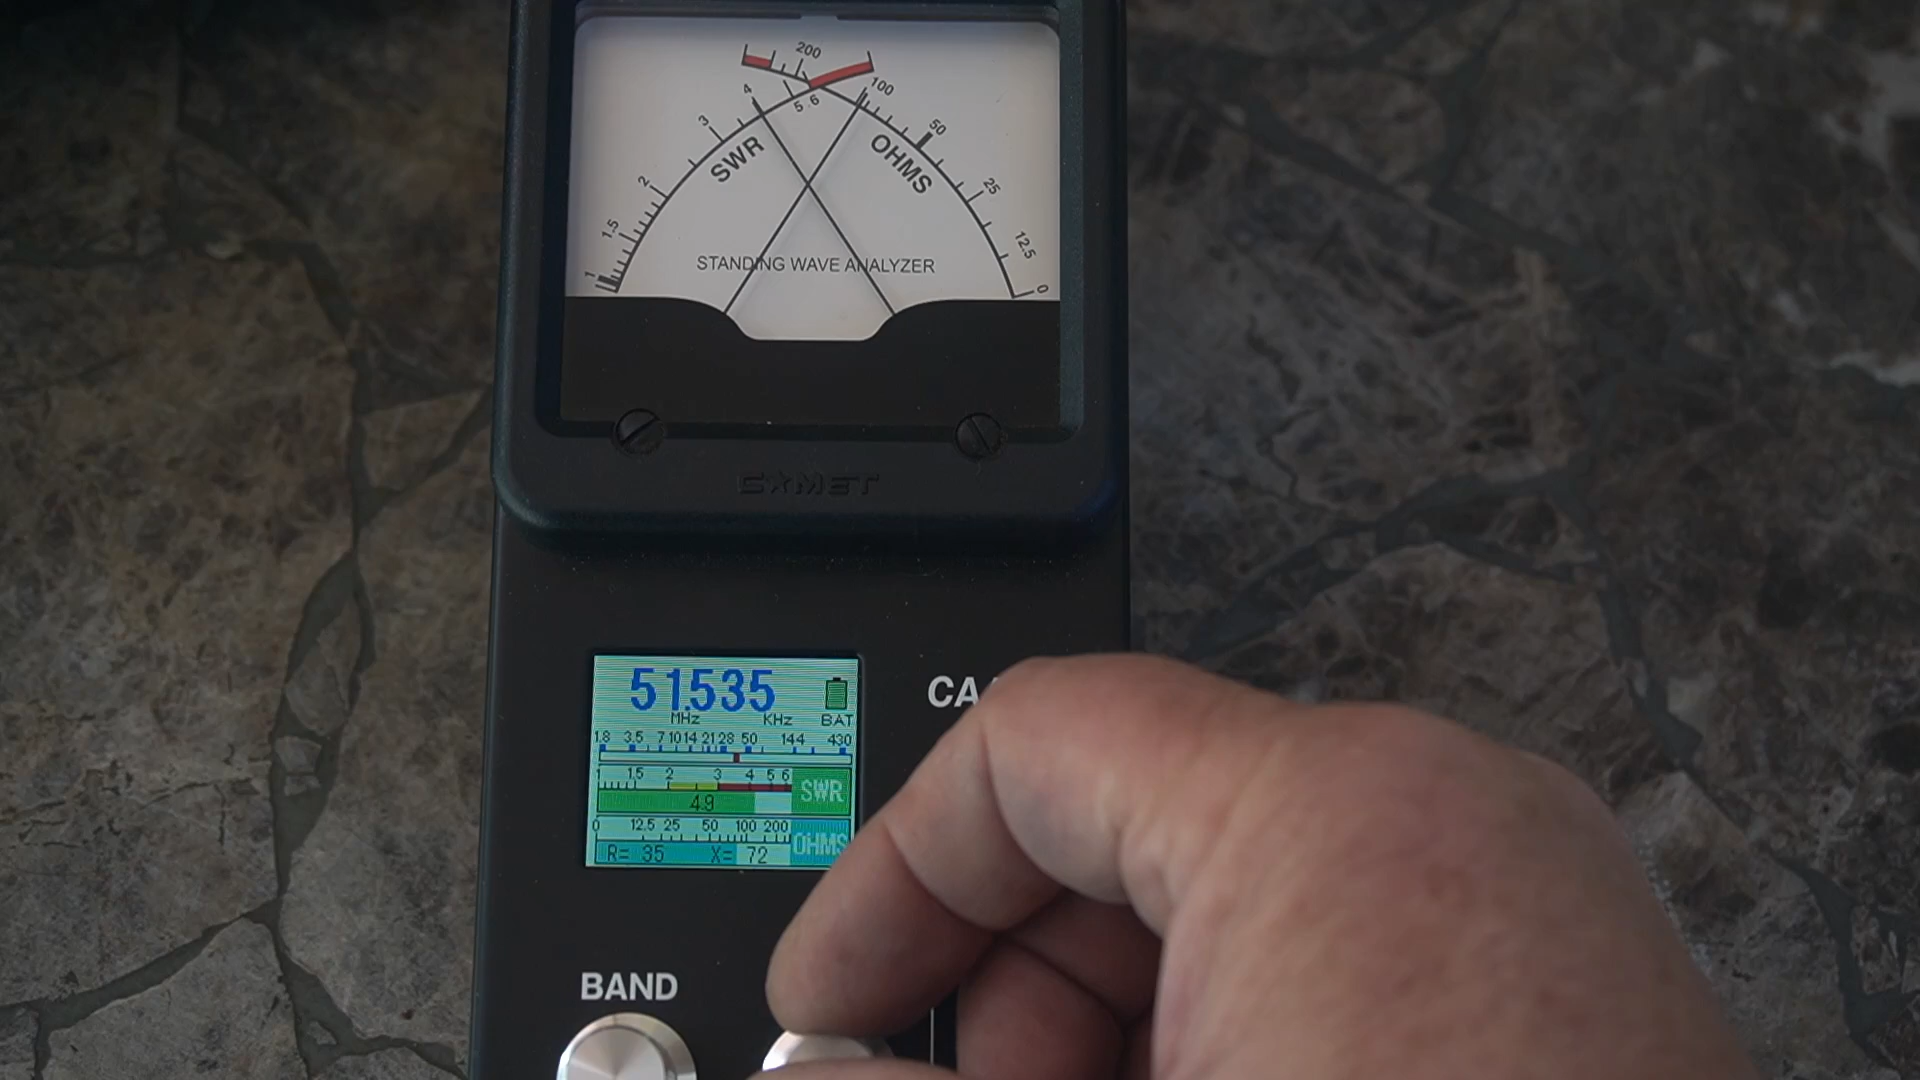 200
4
5 6
100
3
50
SWR
OHMS
2
25
1.5
12.5
STANDING WAVE ANALYZER
1
0
COMET
51.535
MHz KHz BAT
1.8 3.5 7 10 14 21 28 50 144 430
1 1.5 2 3 4 5 6
SWR
4.9
0 12.5 25 50 100 200
OHMS
R= 35 X= 72
CA
BAND